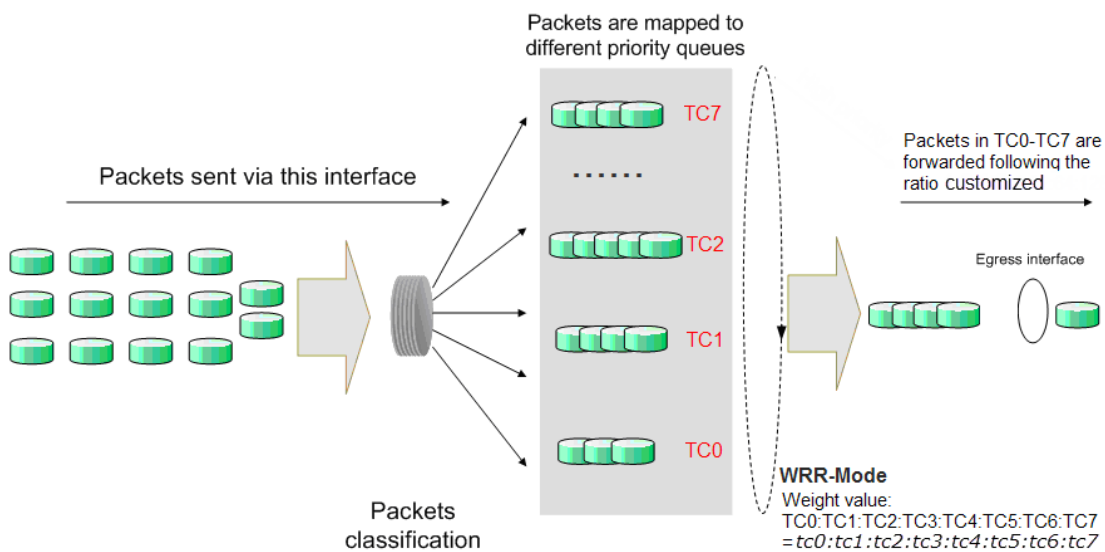 Packets are mapped to
different priority queues
TC7
Packets sent via this interface
......
TC2
TC1
TC0
Packets
classification
Packets in TC0-TC7 are
forwarded following the
ratio customized
Egress interface
WRR-Mode
Weight value:
TC0:TC1:TC2:TC3:TC4:TC5:TC6:TC7
=tc0:tc1:tc2:tc3:tc4:tc5:tc6:tc7